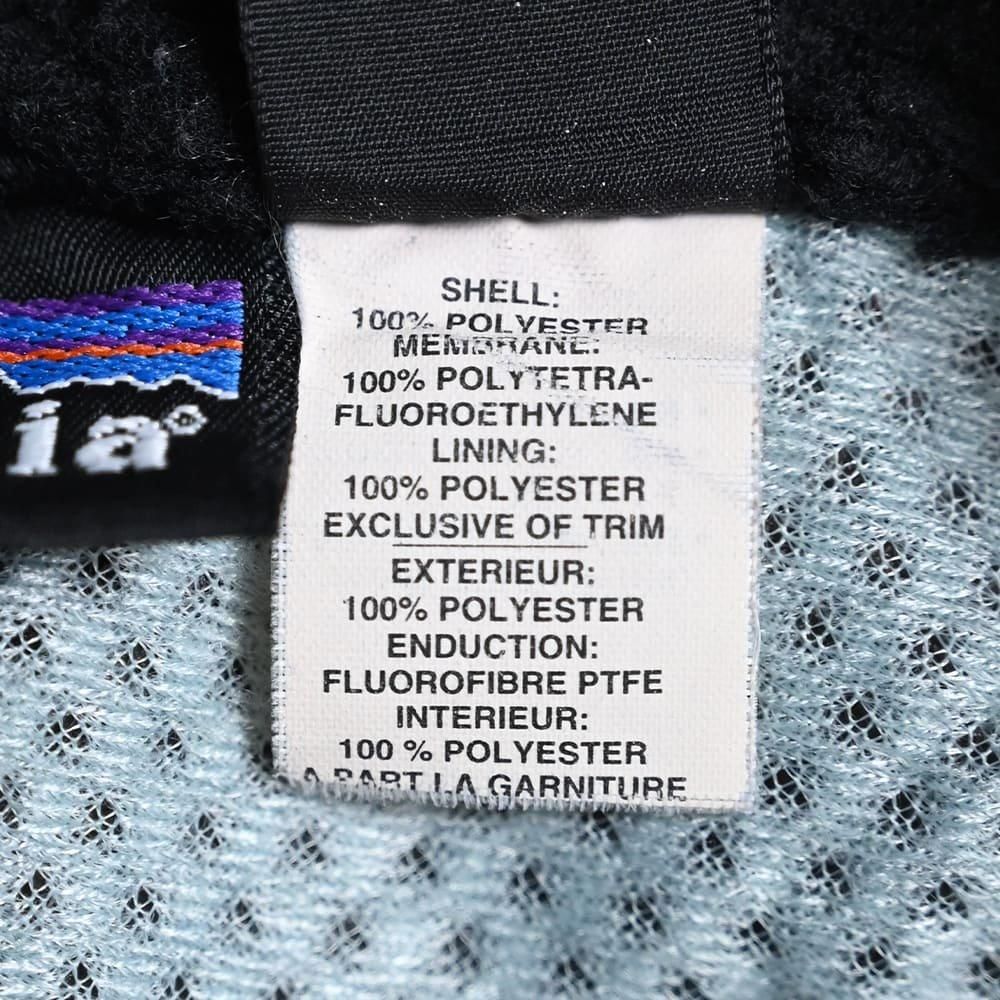 ia®
SHELL:
100% POLYESTER
MEMBRANE:
100% POLYTETRA-
FLUOROETHYLENE
LINING:
100% POLYESTER
EXCLUSIVE OF TRIM
EXTERIEUR:
100% POLYESTER
ENDUCTION:
FLUOROFIBRE PTFE
INTERIEUR:
100 % POLYESTER
A PART LA GARNITURE